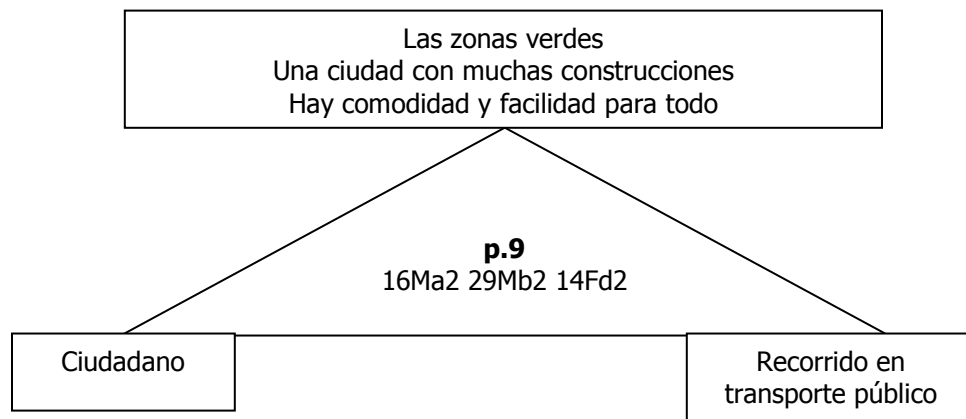 Las zonas verdes
Una ciudad con muchas construcciones
Hay comodidad y facilidad para todo
p.9
16Ma2 29Mb2 14Fd2
Ciudadano
Recorrido en
transporte público